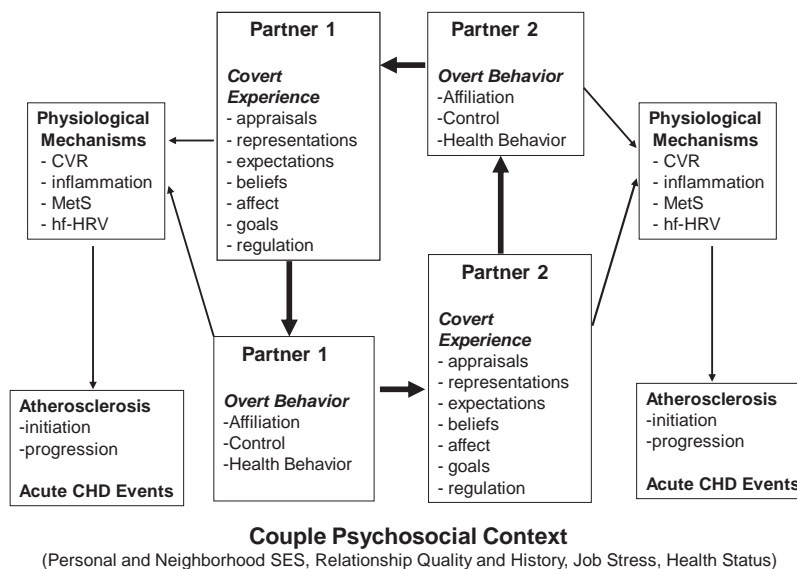 Partner 1
Covert
Experience
- appraisals
- representations
- expectations
- beliefs
- affect
- goals
- regulation
Partner 2
Overt Behavior
-Affiliation
-Control
-Health Behavior
Physiological
Mechanisms
- CVR
- inflammation
- MetS
- hf-HRV
Physiological
Mechanisms
- CVR
- inflammation
- MetS
- hf-HRV
Partner 1
Overt Behavior
-Affiliation
-Control
-Health Behavior
Partner 2
Covert
Experience
- appraisals
- representations
- expectations
- beliefs
- affect
- goals
- regulation
Atherosclerosis
-initiation
-progression
Acute CHD Events
Atherosclerosis
-initiation
-progression
Acute CHD Events
Couple Psychosocial Context
(Personal and Neighborhood SES, Relationship Quality and History, Job Stress, Health Status)